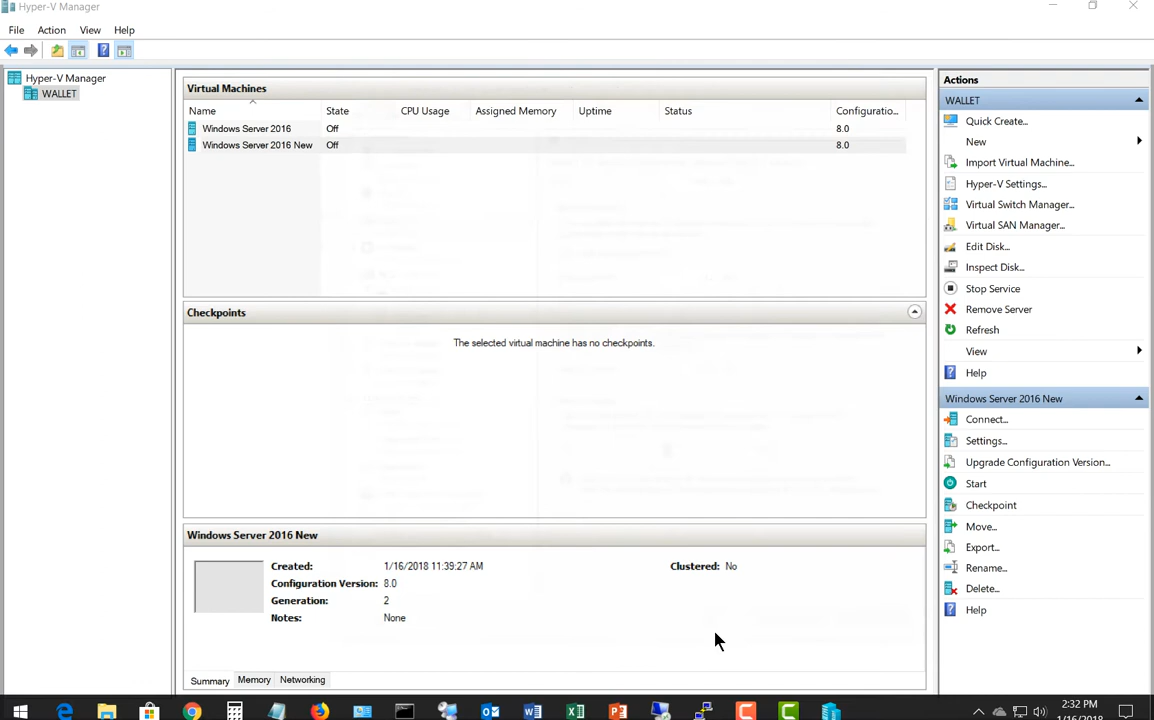 Hyper-V Manager
File Action View Help
Hyper-V Manager
WALLET
Virtual Machines
Name State CPU Usage Assigned Memory Uptime Status Configuratio...
Windows Server 2016 Off 8.0
Windows Server 2016 New Off 8.0
Checkpoints
The selected virtual machine has no checkpoints.
Windows Server 2016 New
Created: 1/16/2018 11:39:27 AM Clustered: No
Configuration Version: 8.0
Generation: 2
Notes: None
Summary Memory Networking
Actions
WALLET
Quick Create...
New
Import Virtual Machine...
Hyper-V Settings...
Virtual Switch Manager...
Virtual SAN Manager...
Edit Disk...
Inspect Disk...
Stop Service
Remove Server
Refresh
View
Help
Windows Server 2016 New
Connect...
Settings...
Upgrade Configuration Version...
Start
Checkpoint
Move...
Export...
Rename...
Delete...
Help
2:32 PM
1/16/2018